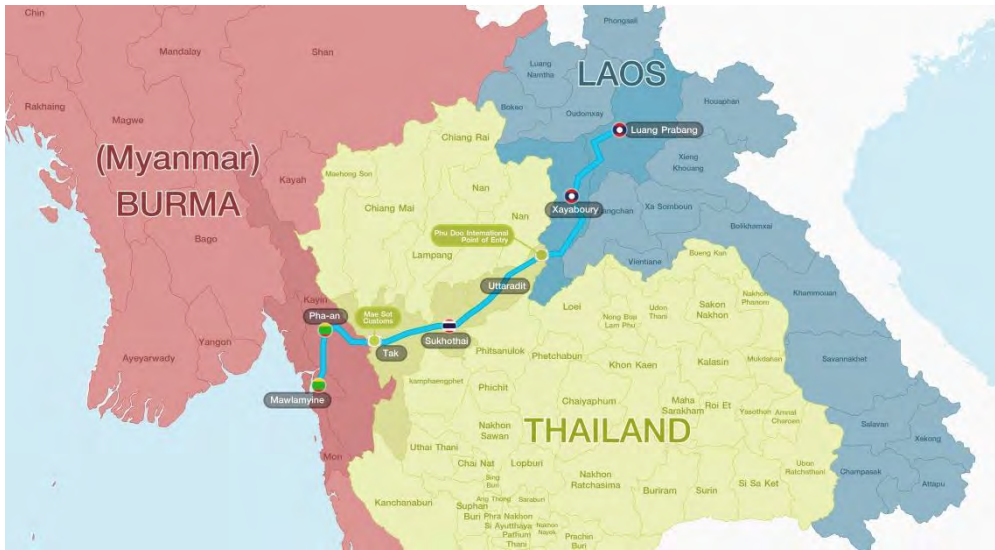 Chin
Mandalay
Shan
Rakhaing
Magwe
(Myanmar)
BURMA
Kayah
Bago
Kayin
Pha-an
Yangon
Ayeyarwady
Mawlamyine
Mon
Phongsali
Luang
Namtha
LAOS
Bokeo
Oudomxay
Houaphan
Luang Prabang
Xieng
Khouang
Xayaboury
Xa Somboun
Bolikhamxai
Vientiane
Khammouan
Savannakhet
Salavan
Xekong
Champasak
Attapu
Chiang Rai
Maehong Son
Nan
Chiang Mai
Nan
Phu Doo International
Point of Entry
Lampang
Uttaradit
Mae Sot
Customs
Tak
Sukhothai
Loei
Bueng Kan
Nong Bua
Lam Phu
Udon
Thani
Sakon
Nakhon
Nakhon
Phanom
Phitsanulok
Phetchabun
Khon Kaen
Kalasin
Mukdahan
kamphaengphet
Phichit
Chaiyaphum
Maha
Sarakham
Roi Et
Yasothon
Amnat
Charoen
THAILAND
Nakhon
Sawan
Uthai Thani
Chai Nat
Lopburi
Nakhon
Ratchasima
Buriram
Surin
Si Sa Ket
Ubon
Ratchathani
Sing
Buri
Kanchanaburi
Suphan
Buri
Ang Thong
Saraburi
Phra Nakhon
Si Ayutthaya
Nakhon
Nayok
Pathum
Thani
Prachin
Buri